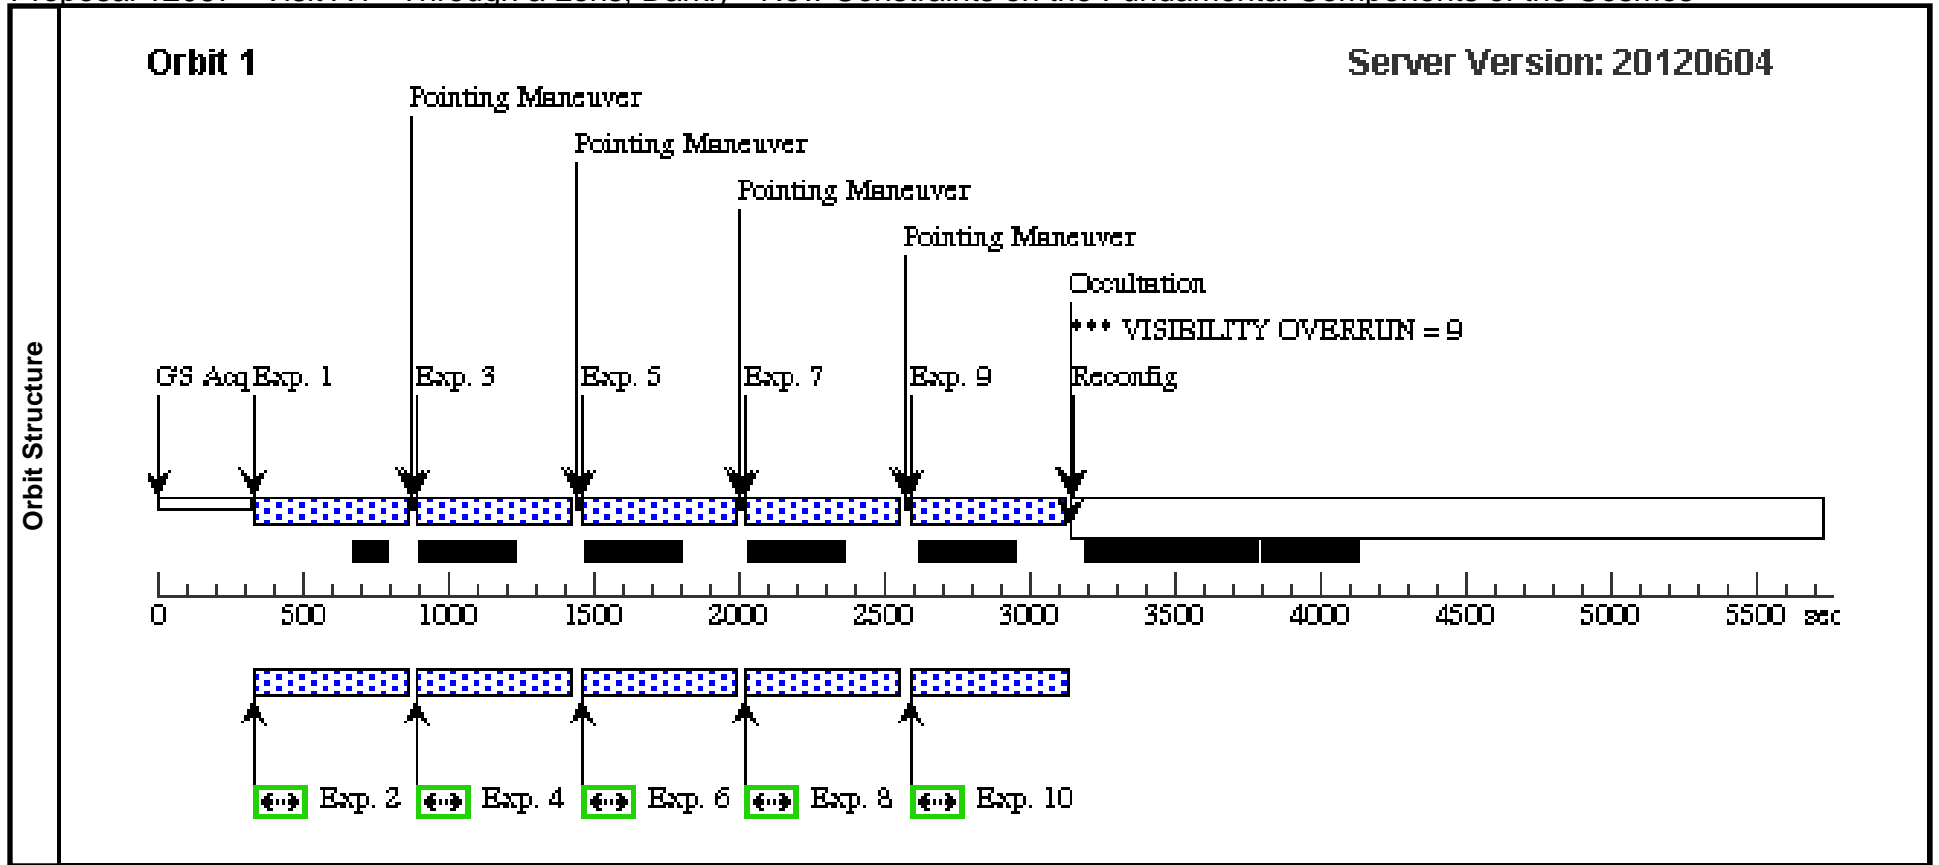 Orbit 1
Server Version: 20120604
Pointing Maneuver
Pointing Maneuver
Pointing Maneuver
Pointing Maneuver
Occultation
*** VISIBILITY OVERRUN = 9
GS Acq Exp. 1 Exp. 3 Exp. 5 Exp. 7 Exp. 9 Reconfig
Orbit Structure
0 500 1000 1500 2000 2500 3000 3500 4000 4500 5000 5500 sec
Exp. 2 Exp. 4 Exp. 6 Exp. 8 Exp. 10